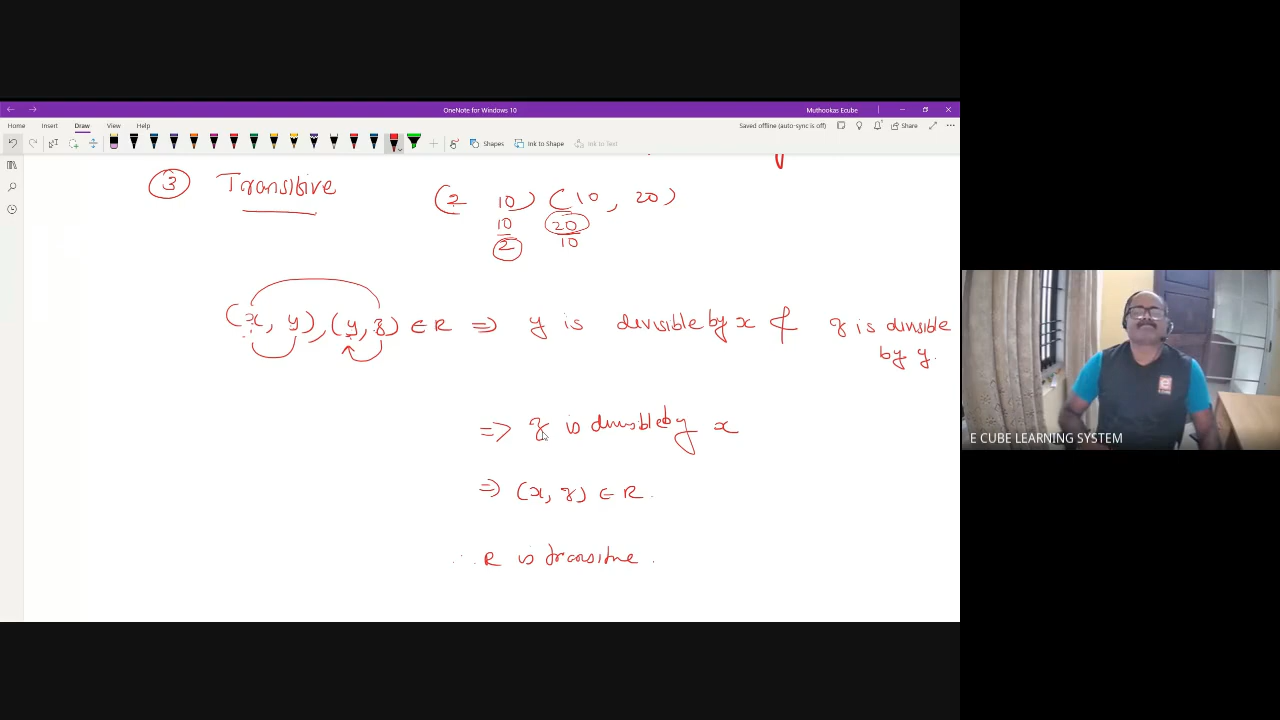 OneNote for Windows 10
Muthookas Ecube
Home Insert Draw View Help
Saved offline (auto-sync is off)
Share
Shapes
Ink to Shape
Ink to Text
③ Transitive
(2 10) (10, 20)
10 20
2 10
(x, y), (y, z) ∈ R ⇒ y is divisible by x & z is divisible
by y.
⇒ z is divisible by x
⇒ (x, z) ∈ R.
∴ R is transitive.
e
E CUBE LEARNING SYSTEM